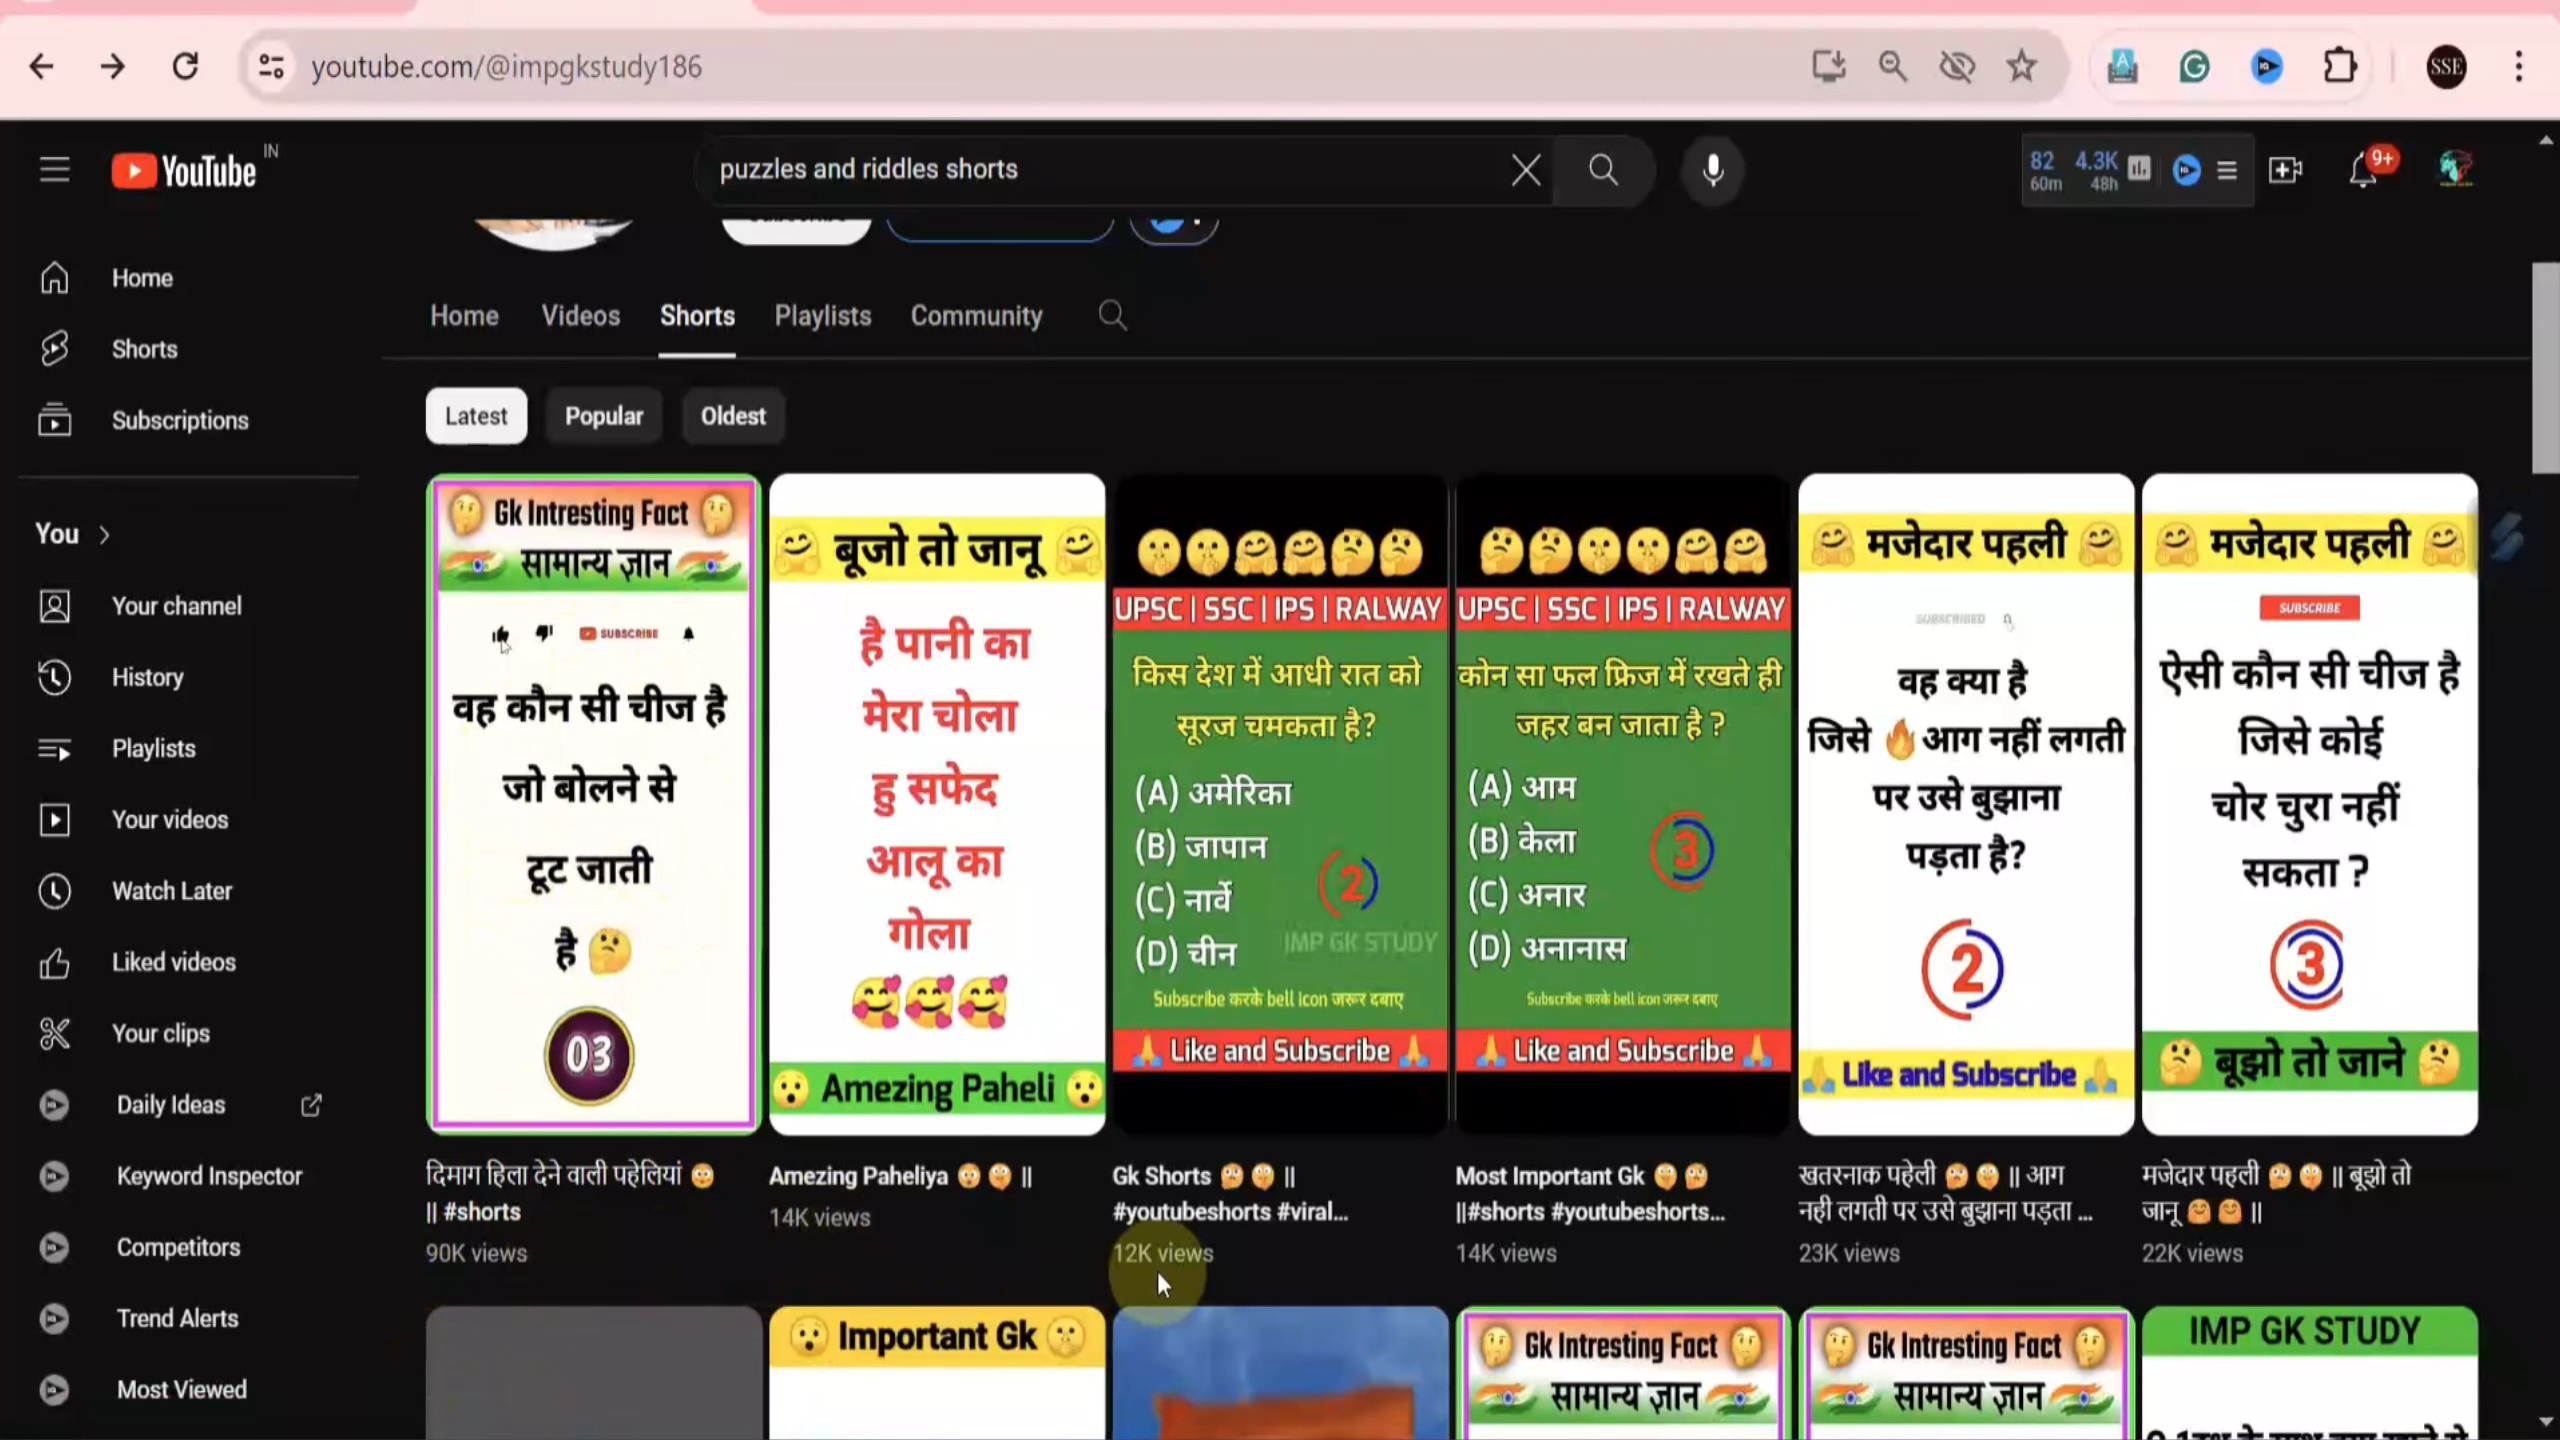 youtube.com/@impgkstudy186
SSE
YouTube IN
puzzles and riddles shorts
82 4.3K
60m 48h
9+
Home
Shorts
Subscriptions
You
Your channel
History
Playlists
Your videos
Watch Later
Liked videos
Your clips
Daily Ideas
Keyword Inspector
Competitors
Trend Alerts
Most Viewed
Home Videos Shorts Playlists Community
Latest Popular Oldest
Gk Intresting Fact
सामान्य ज्ञान
SUBSCRIBE
वह कौन सी चीज है
जो बोलने से
टूट जाती
है
03
दिमाग हिला देने वाली पहेलियां
|| #shorts
90K views
बूजो तो जानू
है पानी का
मेरा चोला
हु सफेद
आलू का
गोला
Amezing Paheli
Amezing Paheliya ||
14K views
UPSC | SSC | IPS | RALWAY
किस देश में आधी रात को
सूरज चमकता है?
(A) अमेरिका
(B) जापान
(C) नार्वे
(D) चीन
2
IMP GK STUDY
Subscribe करके bell icon जरूर दबाए
Like and Subscribe
Gk Shorts ||
#youtubeshorts #viral...
12K views
UPSC | SSC | IPS | RALWAY
कोन सा फल फ्रिज में रखते ही
जहर बन जाता है ?
(A) आम
(B) केला
(C) अनार
(D) अनानास
3
Subscribe करके bell icon जरूर दबाए
Like and Subscribe
Most Important Gk
||#shorts #youtubeshorts...
14K views
मजेदार पहली
SUBSCRIBED
वह क्या है
जिसे 🔥आग नहीं लगती
पर उसे बुझाना
पड़ता है?
2
Like and Subscribe
खतरनाक पहेली || आग
नही लगती पर उसे बुझाना पड़ता ...
23K views
मजेदार पहली
SUBSCRIBE
ऐसी कौन सी चीज है
जिसे कोई
चोर चुरा नहीं
सकता ?
3
बूझो तो जाने
मजेदार पहली || बूझो तो
जानू ||
22K views
Important Gk
Gk Intresting Fact
सामान्य ज्ञान
Gk Intresting Fact
सामान्य ज्ञान
IMP GK STUDY